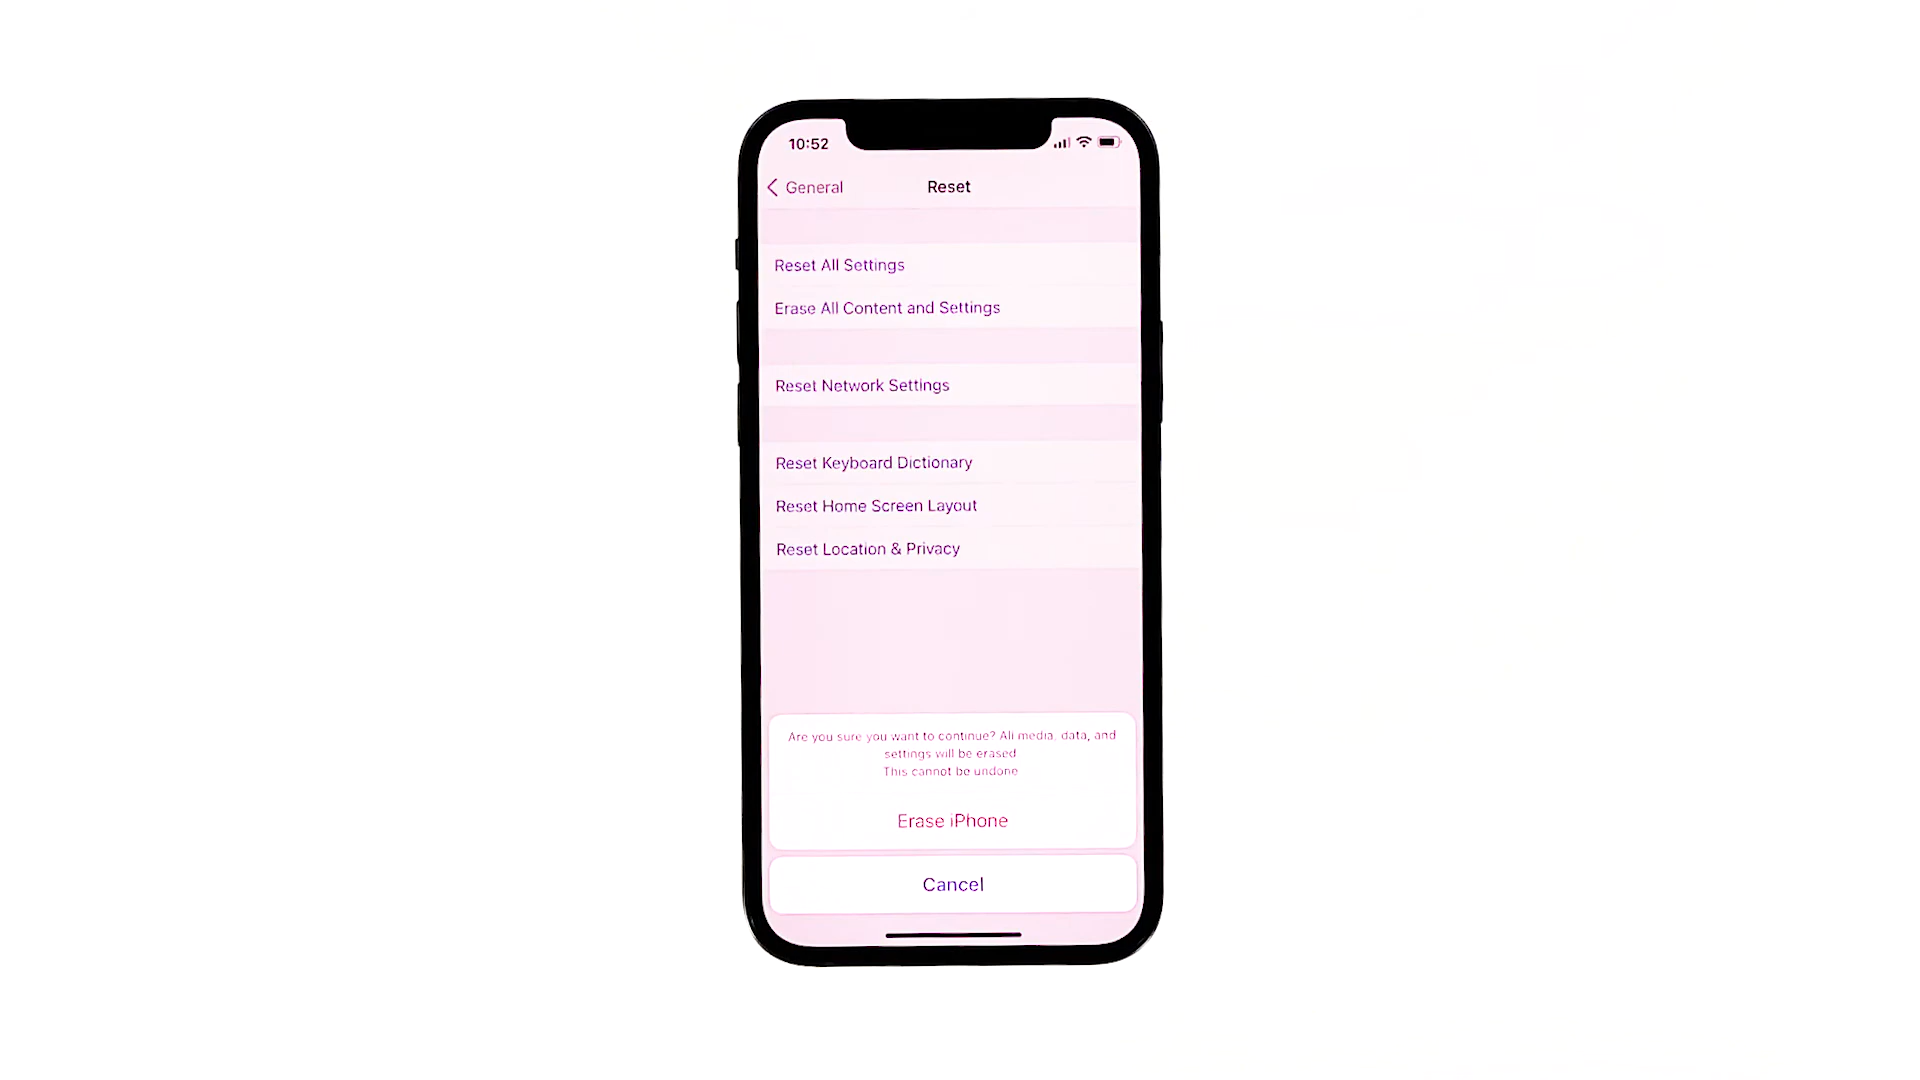 10:52
General
Reset
Reset All Settings
Erase All Content and Settings
Reset Network Settings
Reset Keyboard Dictionary
Reset Home Screen Layout
Reset Location & Privacy
Are you sure you want to continue? All media, data, and
settings will be erased.
This cannot be undone.
Erase iPhone
Cancel